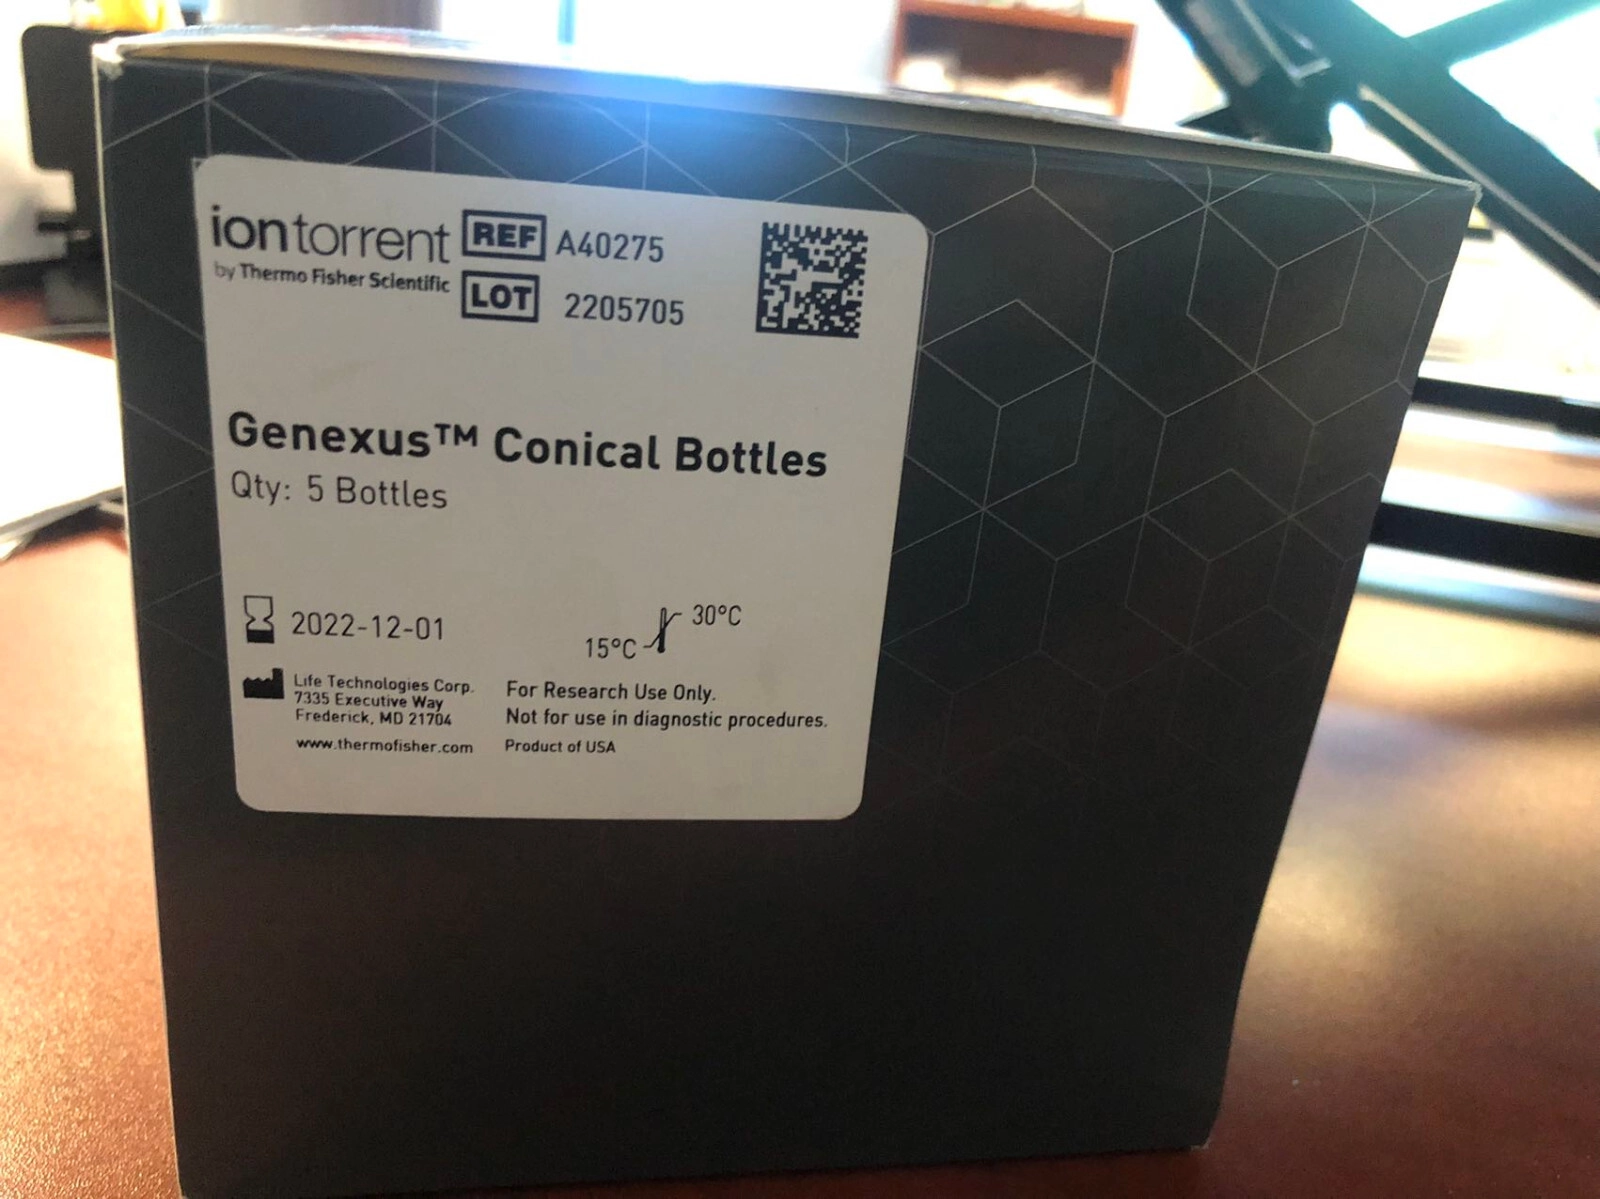 iontorrent
by Thermo Fisher Scientific
REF A40275
LOT 2205705
Genexus™ Conical Bottles
Qty: 5 Bottles
2022-12-01
15°C
30°C
Life Technologies Corp.
7335 Executive Way
Frederick, MD 21704
www.thermofisher.com
For Research Use Only.
Not for use in diagnostic procedures.
Product of USA